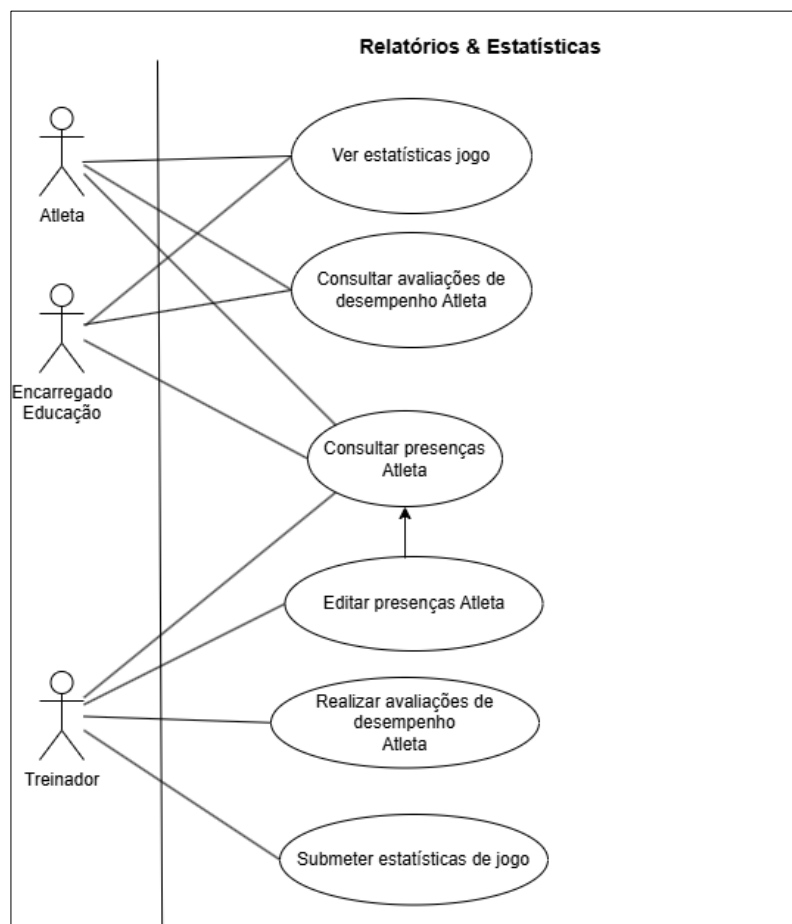 Relatórios & Estatísticas
Atleta
Ver estatísticas jogo
Consultar avaliações de
desempenho Atleta
Encarregado
Educação
Consultar presenças
Atleta
Editar presenças Atleta
Realizar avaliações de
desempenho
Atleta
Treinador
Submeter estatísticas de jogo